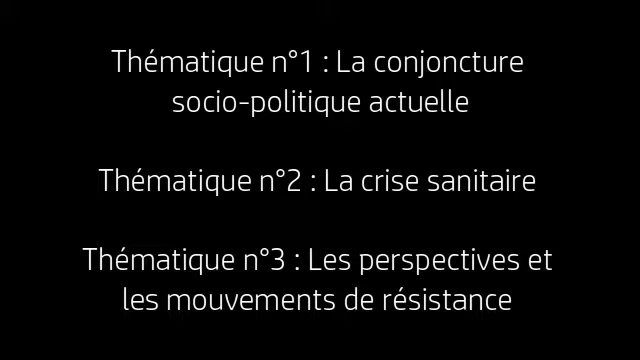 Thématique n°1 : La conjoncture
socio-politique actuelle
Thématique n°2 : La crise sanitaire
Thématique n°3 : Les perspectives et
les mouvements de résistance